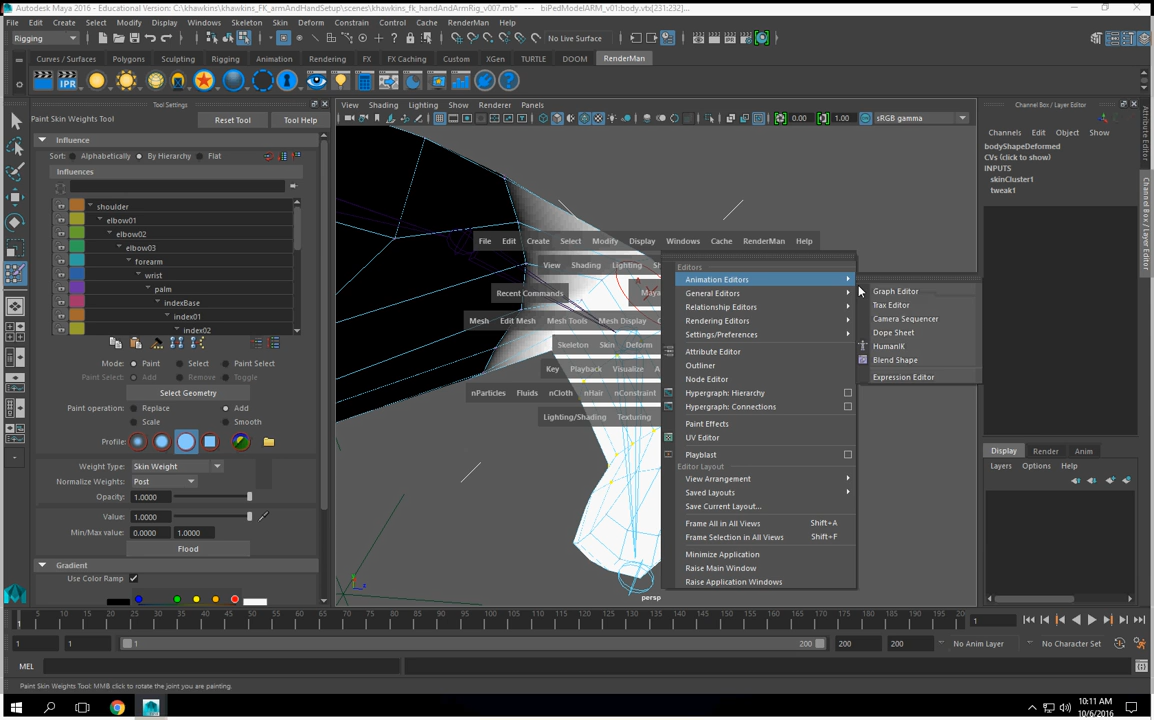 Autodesk Maya 2016 - Educational Version: C:\khawkins_FK_armAndHandSetup\scenes\khawkins_fk_handAndArmRig_v007.mb*  ---  biPedModelARM_v01:body.vtx[231:232]...
File Edit Create Select Modify Display Windows Skeleton Skin Deform Constrain Control Cache RenderMan Help
Rigging No Live Surface
Curves / Surfaces Polygons Sculpting Rigging Animation Rendering FX FX Caching Custom XGen TURTLE DOOM RenderMan
IPR
Tool Settings
View Shading Lighting Show Renderer Panels
Channel Box / Layer Editor
Paint Skin Weights Tool Reset Tool Tool Help
0.00 1.00 sRGB gamma
Influence
Sort: Alphabetically By Hierarchy Flat
Influences
shoulder
elbow01
elbow02
elbow03
forearm
wrist
palm
indexBase
index01
index02
Mode: Paint Select Paint Select
Paint Select: Add Remove Toggle
Select Geometry
Paint operation: Replace Add
Scale Smooth
Profile:
Weight Type: Skin Weight
Normalize Weights: Post
Opacity: 1.0000
Value: 1.0000
Min/Max value: 0.0000 1.0000
Flood
Gradient
Use Color Ramp
File Edit Create Select Modify Display Windows Cache RenderMan Help
View Shading Lighting
Recent Commands
Mesh Edit Mesh Mesh Tools Mesh Display
Skeleton Skin Deform
Key Playback Visualize
nParticles Fluids nCloth nHair nConstraint
Lighting/Shading Texturing
persp
Editors
Animation Editors
General Editors
Relationship Editors
Rendering Editors
Settings/Preferences
Attribute Editor
Outliner
Node Editor
Hypergraph: Hierarchy
Hypergraph: Connections
Paint Effects
UV Editor
Playblast
Editor Layout
View Arrangement
Saved Layouts
Save Current Layout...
Frame All in All Views Shift+A
Frame Selection in All Views Shift+F
Minimize Application
Raise Main Window
Raise Application Windows
Graph Editor
Trax Editor
Camera Sequencer
Dope Sheet
HumanIK
Blend Shape
Expression Editor
Channels Edit Object Show
bodyShapeDeformed
CVs (click to show)
INPUTS
skinCluster1
tweak1
Attribute Editor
Channel Box / Layer Editor
Display Render Anim
Layers Options Help
1 5 10 15 20 25 30 35 40 45 50 55 60 65 70 75 80 85 90 95 100 105 110 115 120 125 130 135 140 145 150 155 160 165 170 175 180 185 190 195 200 1
1 1 1 200 200 200 No Anim Layer No Character Set
MEL
Paint Skin Weights Tool: MMB click to rotate the joint you are painting.
10:11 AM
10/6/2016